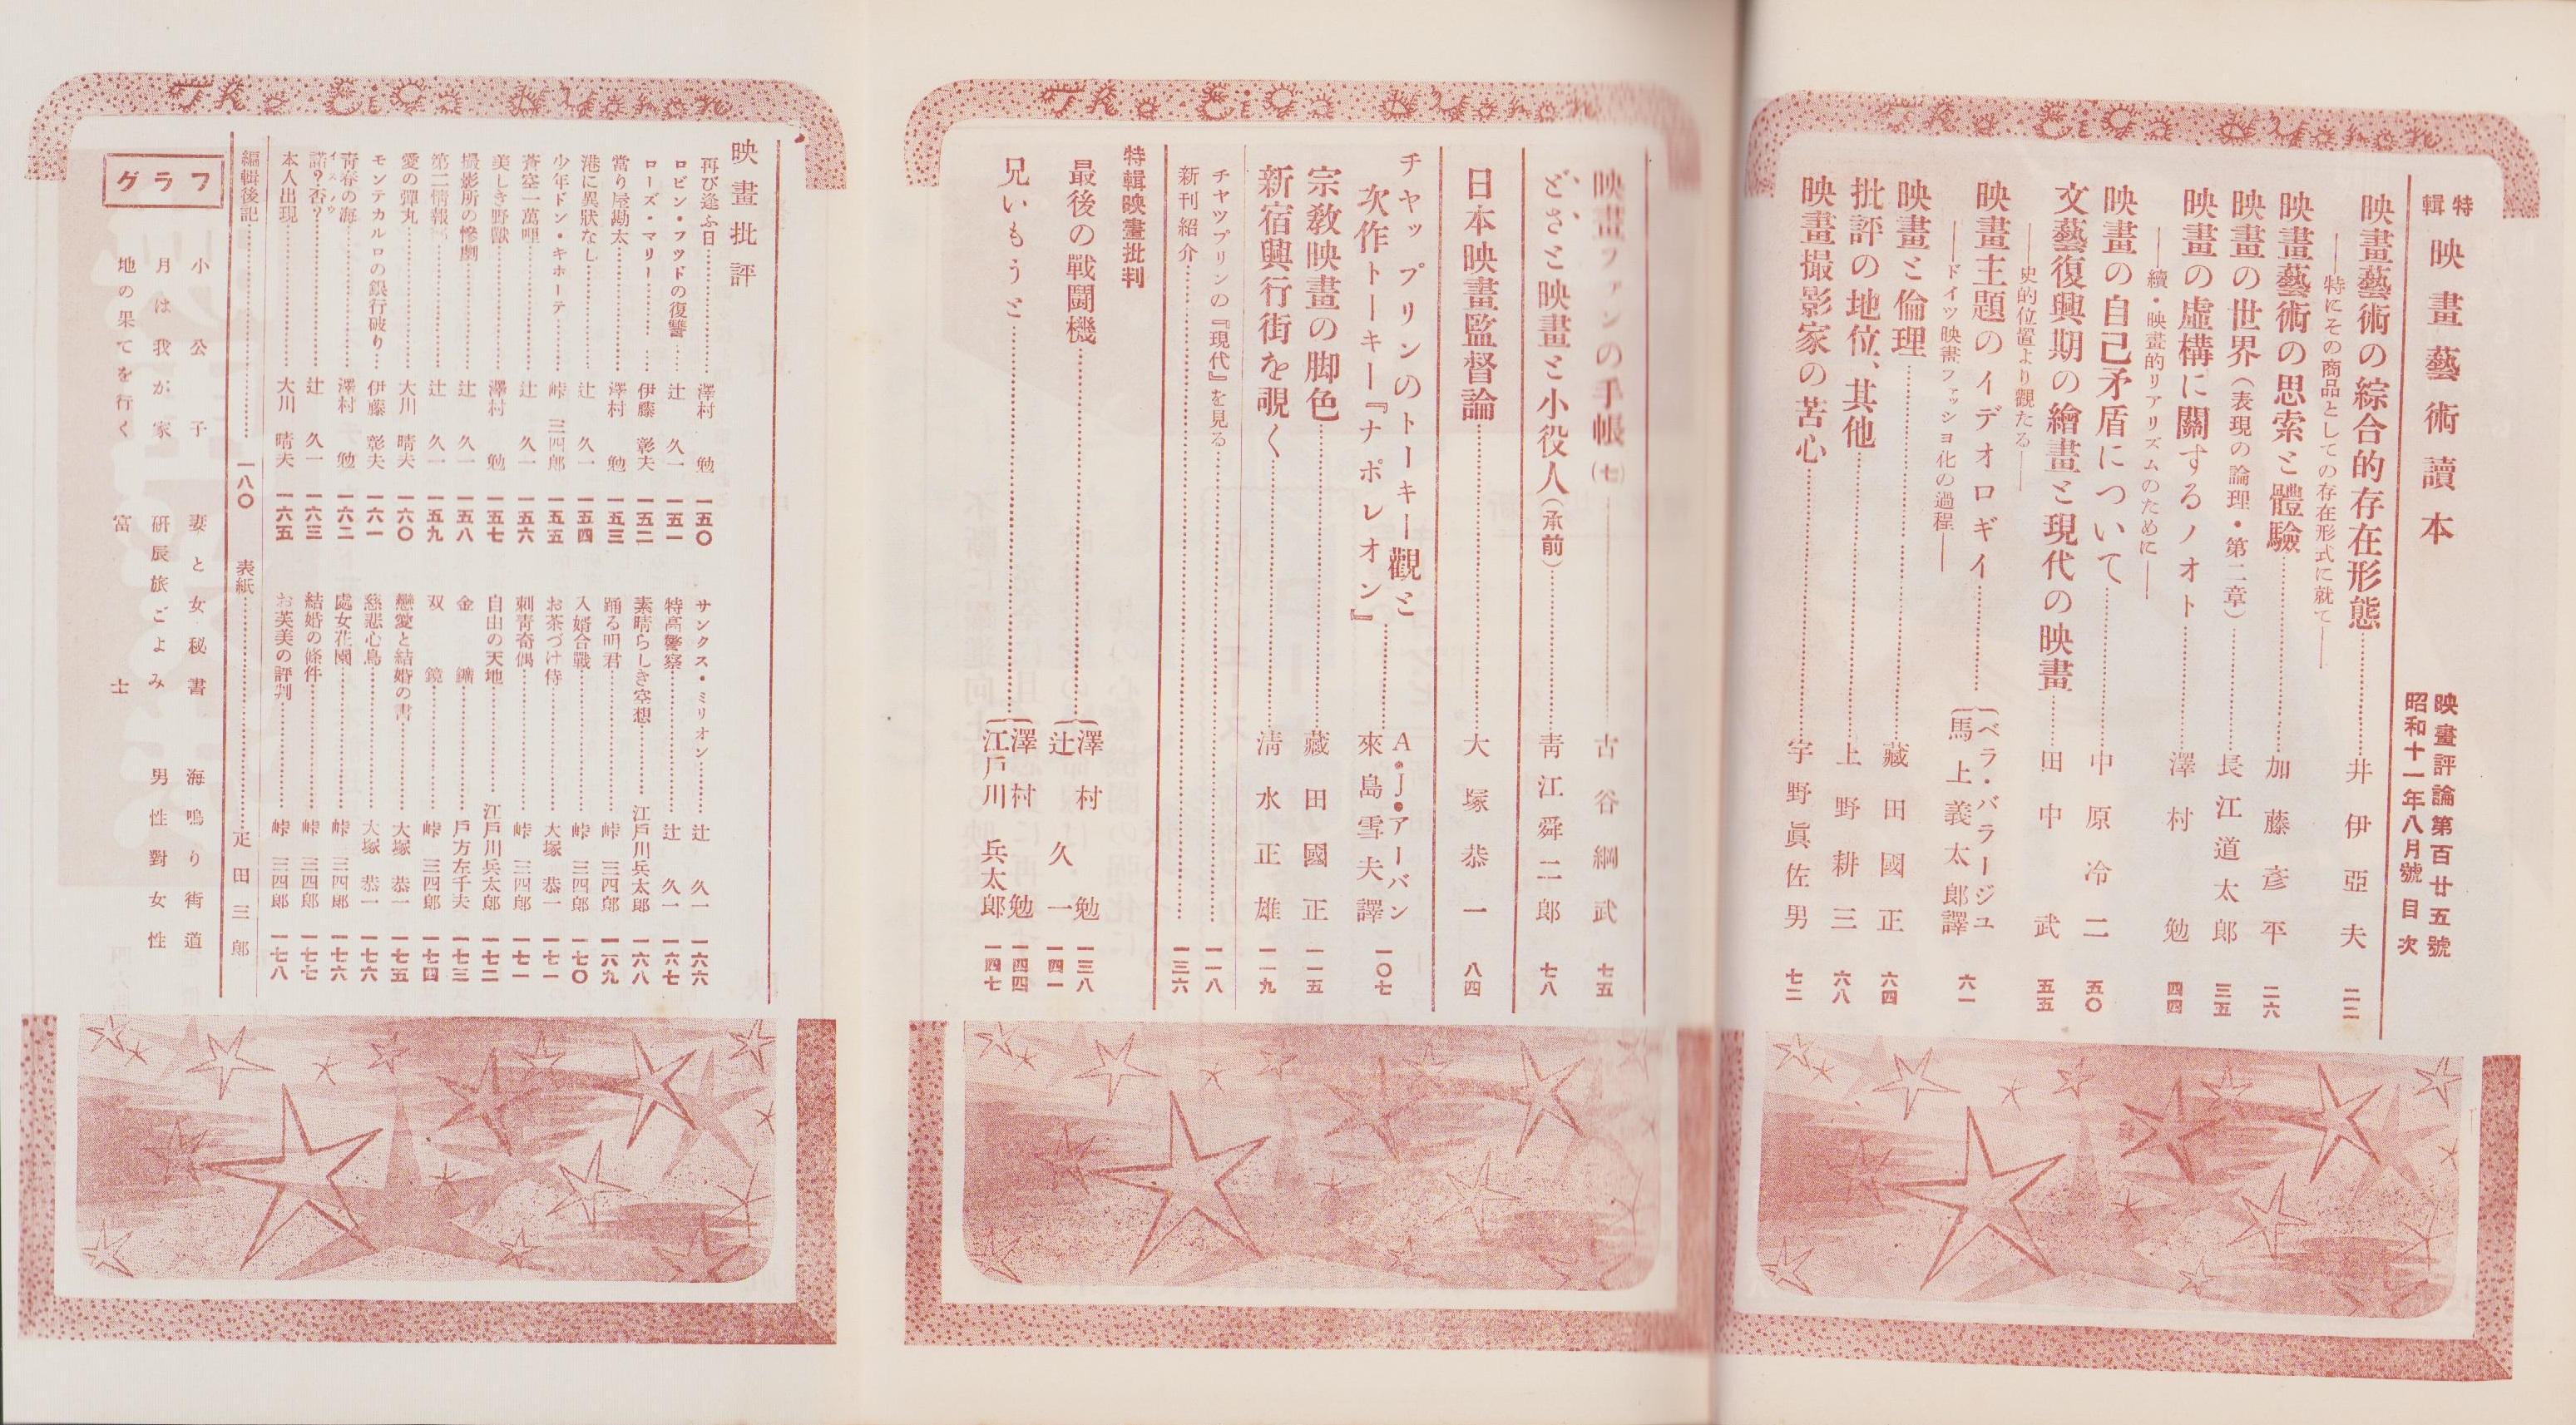 特輯 映畫藝術讀本
映畫評論第百廿五號
昭和十一年八月號 目次
映畫藝術の綜合的存在形態……井伊亞夫 二二
──特にその商品としての存在形式に就て──
映畫藝術の思索と體驗……加藤彥平 二六
映畫の世界（表現の論理・第二章）……長江道太郎 三五
映畫の虛構に關するノオト……澤村勉 四四
──續・映畫的リアリズムのために──
映畫の自己矛盾について……中原冷二 五〇
文藝復興期の繪畫と現代の映畫……田中武 五五
──史的位置より觀たる──
映畫主題のイデオロギイ……{ベラ・バラージユ 馬上義太郎譯 六一
──ドイツ映畫ファッショ化の過程──
映畫と倫理……藏田國正 六四
批評の地位、其他……上野耕三 六八
映畫撮影家の苦心……宇野眞佐男 七二
映畫ファンの手帳（七）……古谷綱武 七五
どさと映畫と小役人（承前）……靑江舜二郎 七八
日本映畫監督論……大塚恭一 八四
チヤップリンのトーキー觀と
次作トーキー『ナポレオン』……A・J・アーバン 來島雪夫譯 一〇七
宗敎映畫の脚色……藏田國正 一一五
新宿興行街を覗く……淸水正雄 一一九
チヤツプリンの『現代』を見る……一一八
新刊紹介……一三六
特輯映畫批判
最後の戰鬪機……{澤村勉 一三八
辻久一 一四一
兄いもうと……{澤村勉 一四四
江戶川兵太郎 一四七
映畫批評
再び逢ふ日……澤村勉 一五〇
ロビン・フッドの復讐……辻久一 一五一
ローズ・マリー……伊藤彰夫 一五二
當り屋勘太……澤村勉 一五三
港に異狀なし……辻久一 一五四
少年ドン・キホーテ……峠三四郎 一五五
蒼空一萬哩……辻久一 一五六
美しき野獸……澤村勉 一五七
撮影所の慘劇……辻久一 一五八
第二情報部……辻久一 一五九
愛の彈丸……大川晴夫 一六〇
モンテカルロの銀行破り……伊藤彰夫 一六一
靑春の海……澤村勉 一六二
諾？否？……辻久一 一六三
イエスノウ
本人出現……大川晴夫 一六五
サンクス・ミリオン……辻久一 一六六
特高警察……辻久一 一六七
素晴らしき空想……江戶川兵太郎 一六八
踊る明君……峠三四郎 一六九
入婿合戰……峠三四郎 一七〇
お茶づけ侍……大塚恭一 一七一
刺靑奇偶……峠三四郎 一七一
自由の天地……江戶川兵太郎 一七二
金鏑……戶方左千夫 一七三
双鏡……峠三四郎 一七四
戀愛と結婚の書……大塚恭一 一七五
慈悲心鳥……大塚恭一 一七六
處女花園……峠三四郎 一七六
結婚の條件……峠三四郎 一七七
お芙美の評判……峠三四郎 一七八
編輯後記……一八〇
表紙……疋田三郎
グラフ
小公子
妻と女秘書
海鳴り街道
月は我が家
硏辰旅ごよみ
男性對女性
地の果てを行く
富士